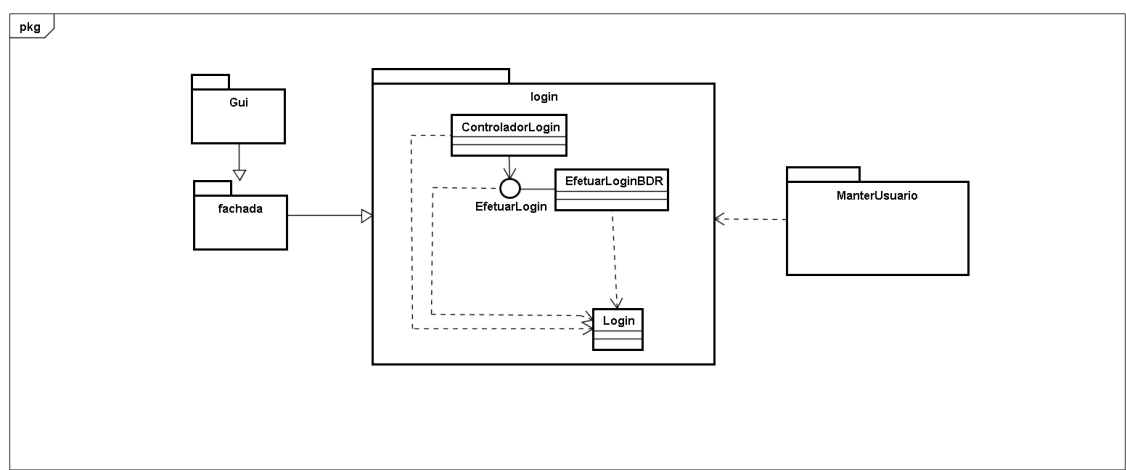 pkg
Gui
login
ControladorLogin
EfetuarLoginBDR
EfetuarLogin
fachada
ManterUsuario
Login